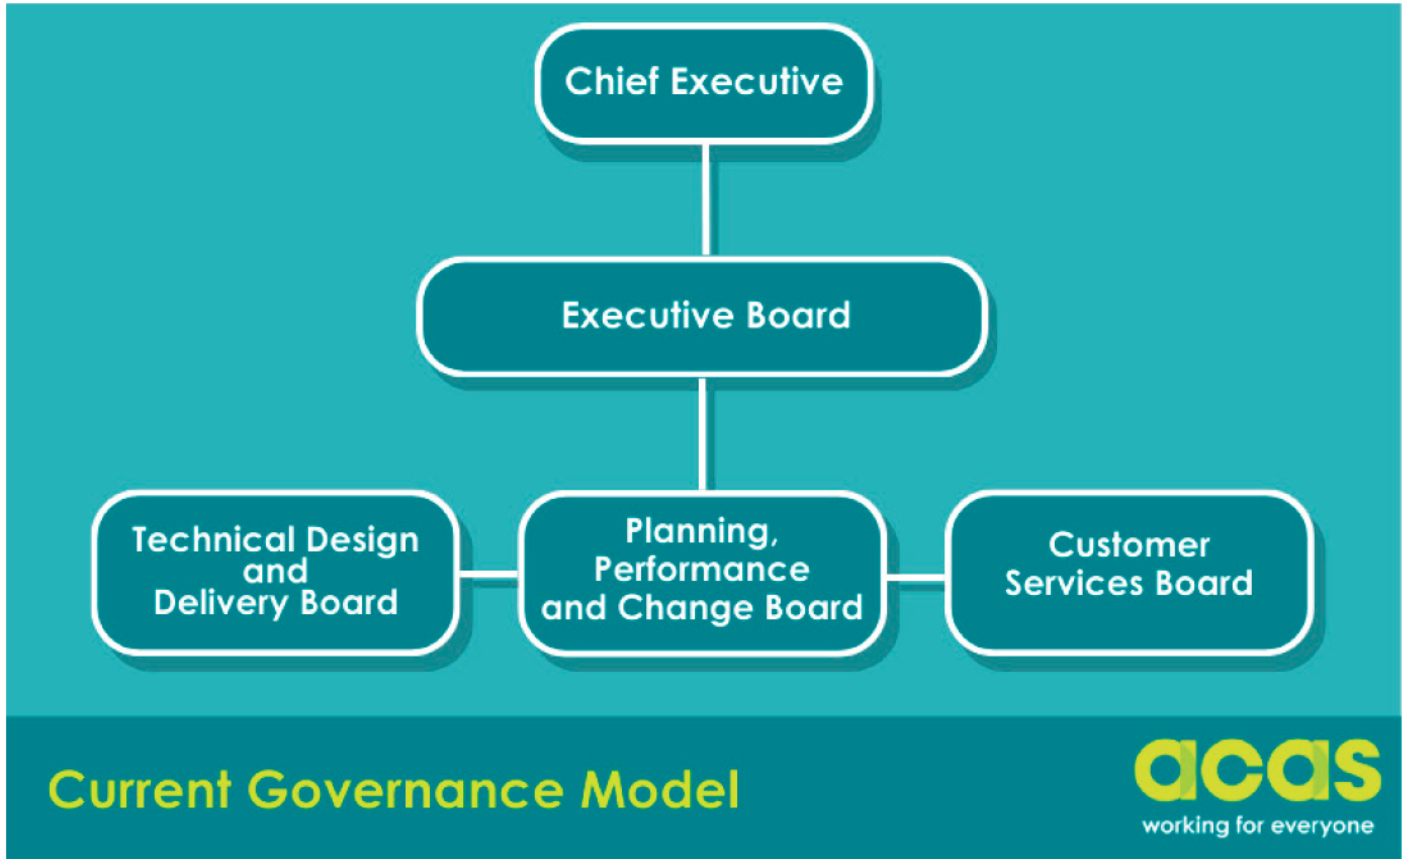 Chief Executive
Executive Board
Technical Design
and
Delivery Board
Planning,
Performance
and Change Board
Customer
Services Board
Current Governance Model
acas
working for everyone